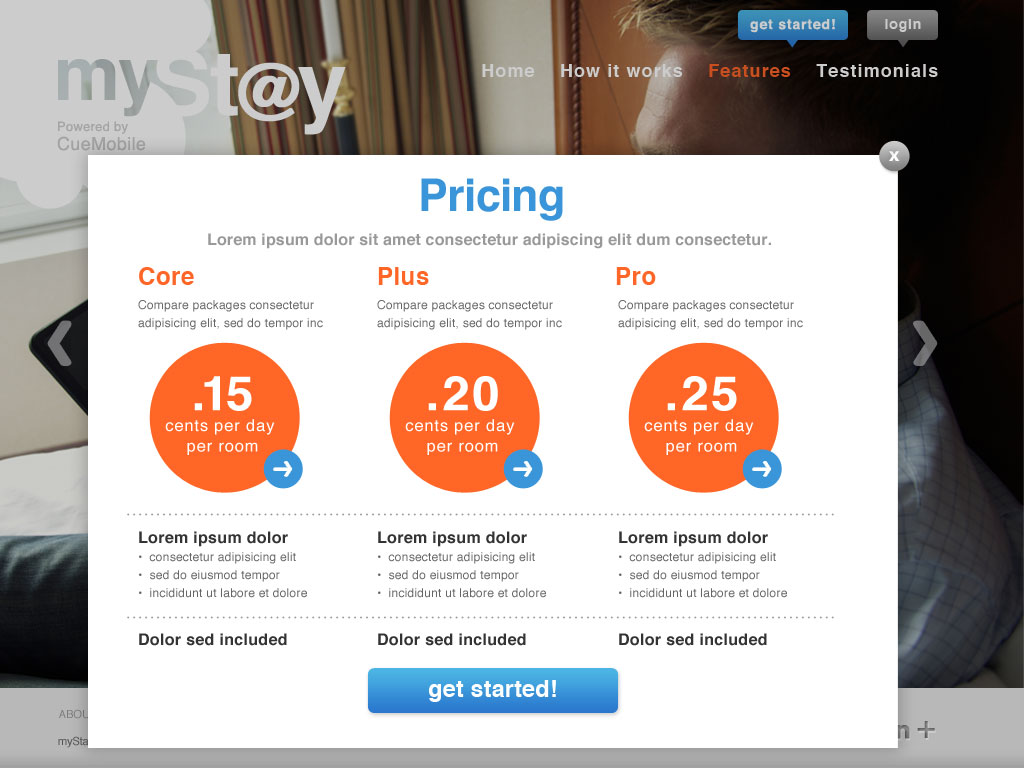 get started!
login
mySt@y
Home
How it works
Features
Testimonials
Powered by
CueMobile
x
Pricing
Lorem ipsum dolor sit amet consectetur adipiscing elit dum consectetur.
Core
Compare packages consectetur
adipisicing elit, sed do tempor inc
.15
cents per day
per room
Plus
Compare packages consectetur
adipisicing elit, sed do tempor inc
.20
cents per day
per room
Pro
Compare packages consectetur
adipisicing elit, sed do tempor inc
.25
cents per day
per room
Lorem ipsum dolor
• consectetur adipisicing elit
• sed do eiusmod tempor
• incididunt ut labore et dolore
Lorem ipsum dolor
• consectetur adipisicing elit
• sed do eiusmod tempor
• incididunt ut labore et dolore
Lorem ipsum dolor
• consectetur adipisicing elit
• sed do eiusmod tempor
• incididunt ut labore et dolore
Dolor sed included
Dolor sed included
Dolor sed included
get started!